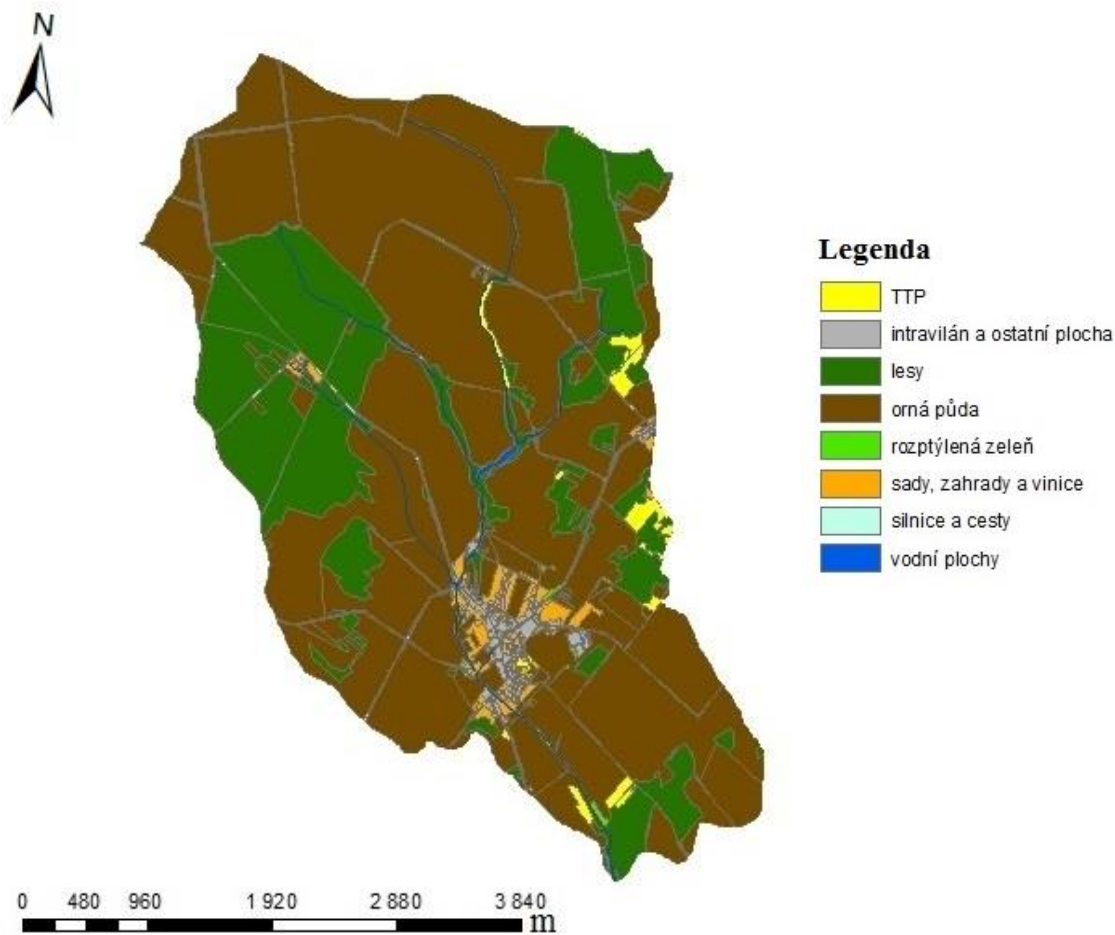 N
Legenda
TTP
intravilán a ostatní plocha
lesy
orná půda
rozptýlená zeleň
sady, zahrady a vinice
silnice a cesty
vodní plochy
0 480 960 1 920 2 880 3 840
m